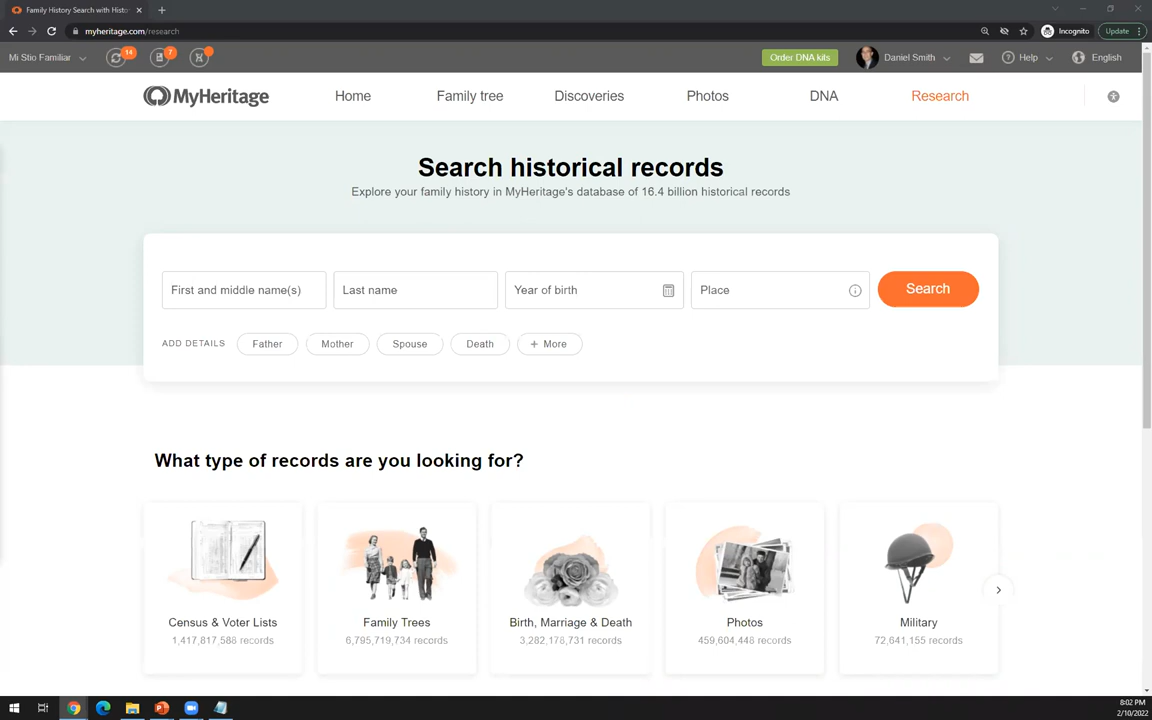 Family History Search with Histo
myheritage.com/research
Incognito
Update
Mi Stio Familiar
14
7
Order DNA kits
Daniel Smith
Help
English
MyHeritage
Home
Family tree
Discoveries
Photos
DNA
Research
Search historical records
Explore your family history in MyHeritage's database of 16.4 billion historical records
First and middle name(s)
Last name
Year of birth
Place
Search
ADD DETAILS
Father
Mother
Spouse
Death
+ More
What type of records are you looking for?
Census & Voter Lists
1,417,817,588 records
Family Trees
6,795,719,734 records
Birth, Marriage & Death
3,282,178,731 records
Photos
459,604,448 records
Military
72,641,155 records
8:02 PM
2/10/2022